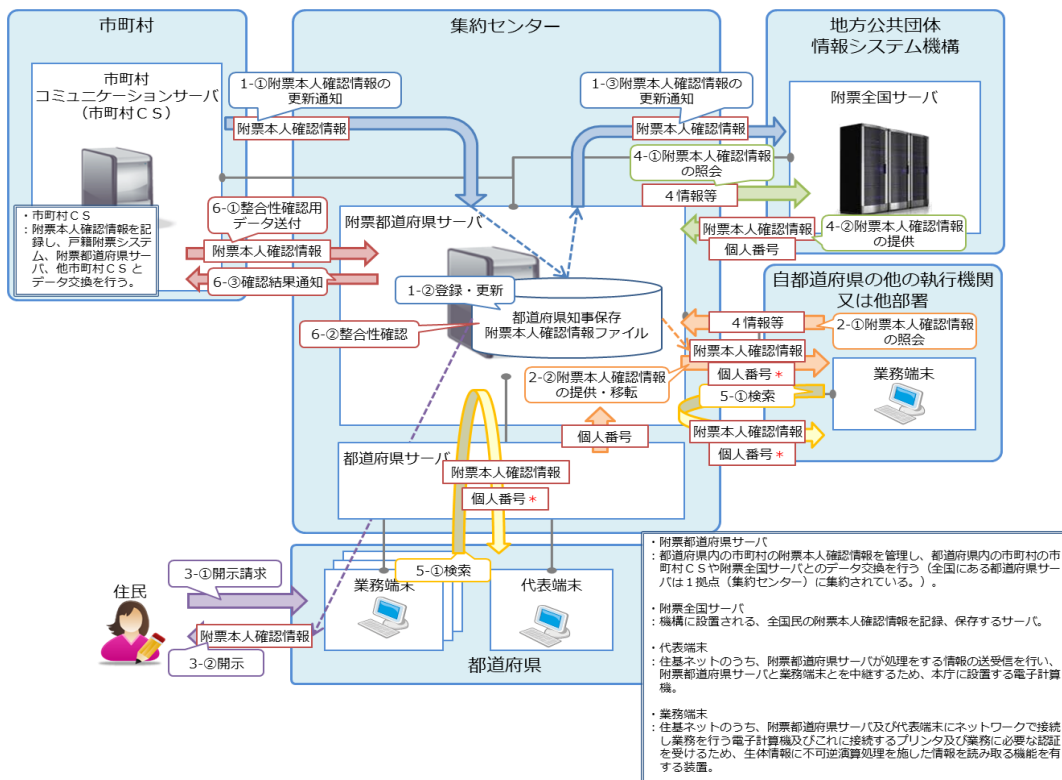 市町村
集約センター
地方公共団体
情報システム機構
市町村
コミュニケーションサーバ
（市町村ＣＳ）
1-①附票本人確認情報の
更新通知
附票本人確認情報
1-③附票本人確認情報の
更新通知
附票本人確認情報
附票全国サーバ
4-①附票本人確認情報
の照会
４情報等
附票本人確認情報
個人番号
4-②附票本人確認情報
の提供
・市町村ＣＳ
：附票本人確認情報を記
録し、戸籍附票システ
ム、附票都道府県サー
バ、他市町村ＣＳと
データ交換を行う。
6-①整合性確認用
データ送付
附票本人確認情報
6-③確認結果通知
附票都道府県サーバ
1-②登録・更新
都道府県知事保存
附票本人確認情報ファイル
6-②整合性確認
自都道府県の他の執行機関
又は他部署
４情報等
2-①附票本人確認情報
の照会
附票本人確認情報
個人番号＊
2-②附票本人確認情報
の提供・移転
業務端末
5-①検索
附票本人確認情報
個人番号＊
個人番号
都道府県サーバ
附票本人確認情報
個人番号＊
5-①検索
業務端末
代表端末
都道府県
住民
3-①開示請求
附票本人確認情報
3-②開示
・附票都道府県サーバ
：都道府県内の市町村の附票本人確認情報を管理し、都道府県内の市町村の市
町村ＣＳや附票全国サーバとのデータ交換を行う（全国にある都道府県サー
バは１拠点（集約センター）に集約されている。）。
・附票全国サーバ
：機構に設置される、全国民の附票本人確認情報を記録、保存するサーバ。
・代表端末
：住基ネットのうち、附票都道府県サーバが処理をする情報の送受信を行い、
附票都道府県サーバと業務端末とを中継するため、本庁に設置する電子計算
機。
・業務端末
：住基ネットのうち、附票都道府県サーバ及び代表端末にネットワークで接続
し業務を行う電子計算機及びこれに接続するプリンタ及び業務に必要な認証
を受けるため、生体情報に不可逆演算処理を施した情報を読み取る機能を有
する装置。